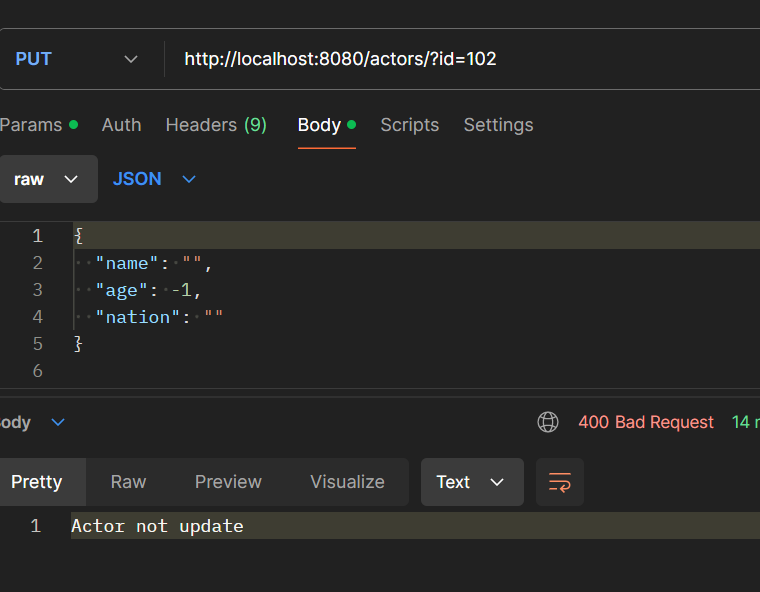 PUT http://localhost:8080/actors/?id=102
Params Auth Headers (9) Body Scripts Settings
raw JSON
1 {
2 "name": "",
3 "age": -1,
4 "nation": ""
5 }
6
ody 400 Bad Request 14
Pretty Raw Preview Visualize Text
1 Actor not update